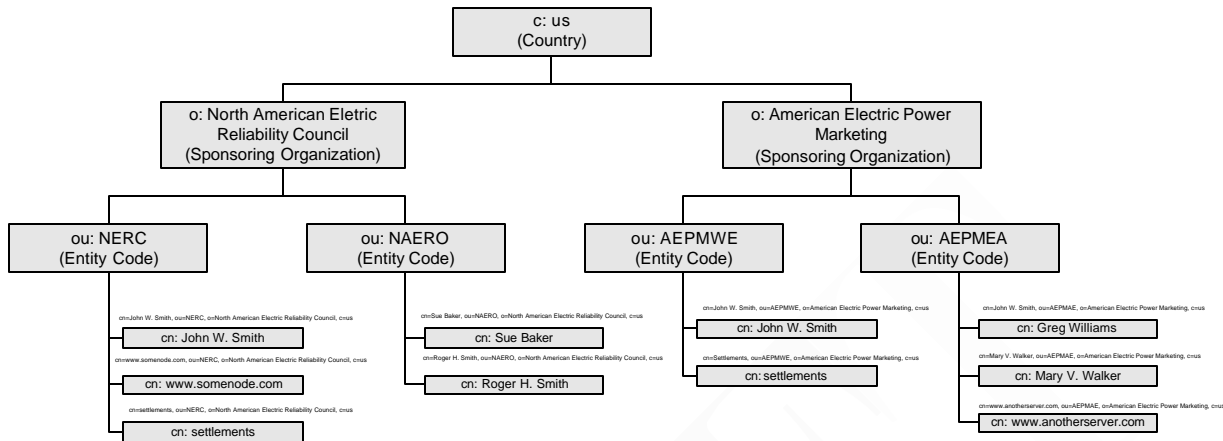 c: us
(Country)
o: North American Eletric
Reliability Council
(Sponsoring Organization)
o: American Electric Power
Marketing
(Sponsoring Organization)
ou: NERC
(Entity Code)
ou: NAERO
(Entity Code)
ou: AEPMWE
(Entity Code)
ou: AEPMEA
(Entity Code)
cn=John W. Smith, ou=NERC, o=North American Electric Reliability Council, c=us
cn: John W. Smith
cn=www.somenode.com, ou=NERC, o=North American Electric Reliability Council, c=us
cn: www.somenode.com
cn=settlements, ou=NERC, o=North American Electric Reliability Council, c=us
cn: settlements
cn=Sue Baker, ou=NAERO, o=North American Electric Reliability Council, c=us
cn: Sue Baker
cn=Roger H. Smith, ou=NAERO, o=North American Electric Reliability Council, c=us
cn: Roger H. Smith
cn=John W. Smith, ou=AEPMWE, o=American Electric Power Marketing, c=us
cn: John W. Smith
cn=Settlements, ou=AEPMWE, o=American Electric Power Marketing, c=us
cn: settlements
cn=John W. Smith, ou=AEPMAE, o=American Electric Power Marketing, c=us
cn: Greg Williams
cn=Mary V. Walker, ou=AEPMAE, o=American Electric Power Marketing, c=us
cn: Mary V. Walker
cn=www.anotherserver.com, ou=AEPMAE, o=American Electric Power Marketing, c=us
cn: www.anotherserver.com